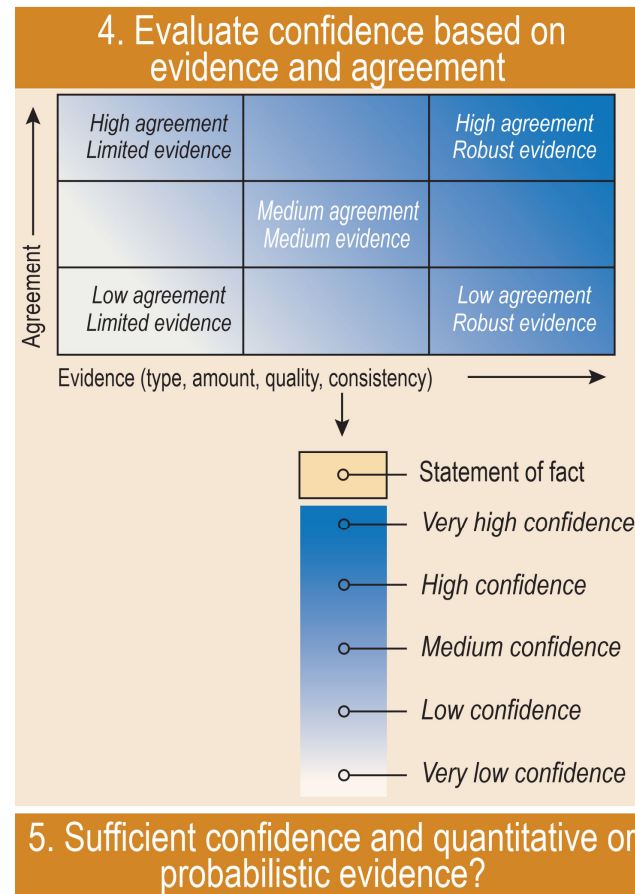 4. Evaluate confidence based on
evidence and agreement
High agreement
Limited evidence
High agreement
Robust evidence
Medium agreement
Medium evidence
Low agreement
Limited evidence
Low agreement
Robust evidence
Agreement
Evidence (type, amount, quality, consistency)
Statement of fact
Very high confidence
High confidence
Medium confidence
Low confidence
Very low confidence
5. Sufficient confidence and quantitative or
probabilistic evidence?